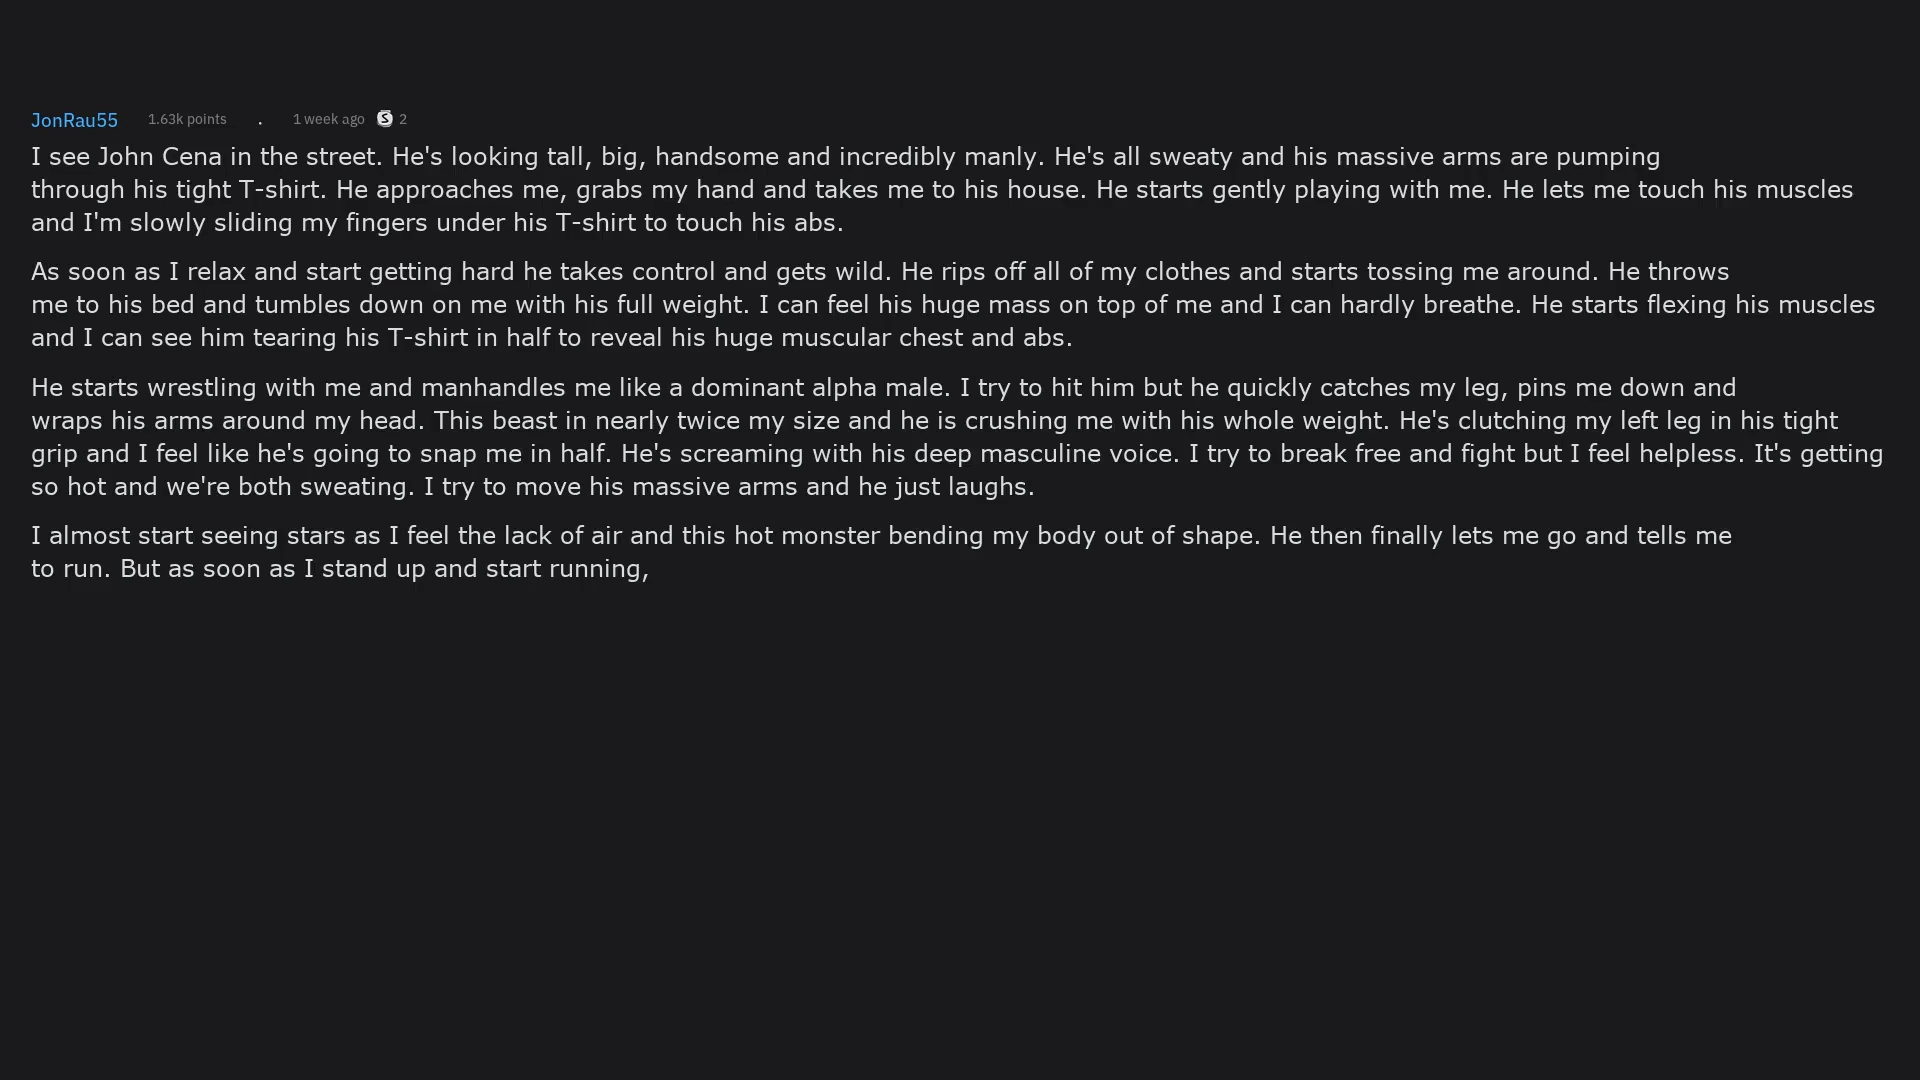 JonRau55 1.63k points . 1 week ago S 2
I see John Cena in the street. He's looking tall, big, handsome and incredibly manly. He's all sweaty and his massive arms are pumping
through his tight T-shirt. He approaches me, grabs my hand and takes me to his house. He starts gently playing with me. He lets me touch his muscles
and I'm slowly sliding my fingers under his T-shirt to touch his abs.
As soon as I relax and start getting hard he takes control and gets wild. He rips off all of my clothes and starts tossing me around. He throws
me to his bed and tumbles down on me with his full weight. I can feel his huge mass on top of me and I can hardly breathe. He starts flexing his muscles
and I can see him tearing his T-shirt in half to reveal his huge muscular chest and abs.
He starts wrestling with me and manhandles me like a dominant alpha male. I try to hit him but he quickly catches my leg, pins me down and
wraps his arms around my head. This beast in nearly twice my size and he is crushing me with his whole weight. He's clutching my left leg in his tight
grip and I feel like he's going to snap me in half. He's screaming with his deep masculine voice. I try to break free and fight but I feel helpless. It's getting
so hot and we're both sweating. I try to move his massive arms and he just laughs.
I almost start seeing stars as I feel the lack of air and this hot monster bending my body out of shape. He then finally lets me go and tells me
to run. But as soon as I stand up and start running,